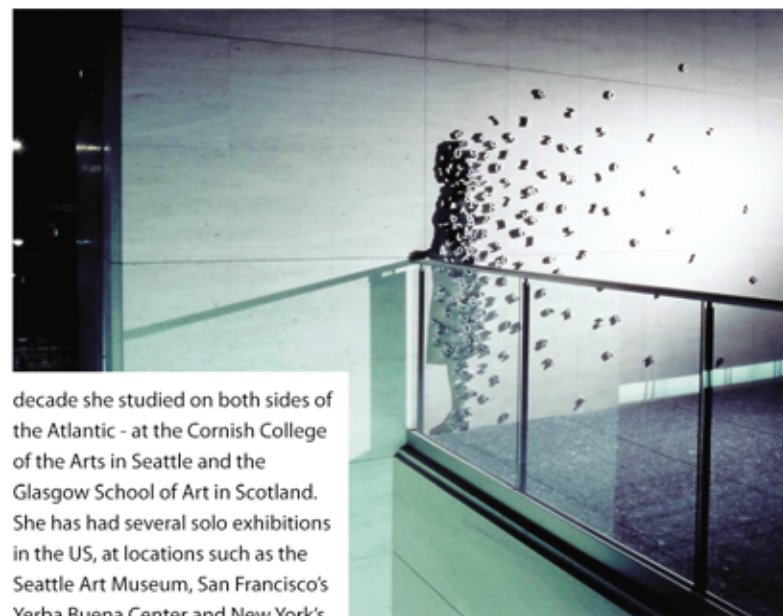 decade she studied on both sides of
the Atlantic - at the Cornish College
of the Arts in Seattle and the
Glasgow School of Art in Scotland.
She has had several solo exhibitions
in the US, at locations such as the
Seattle Art Museum, San Francisco's
Yerba Buena Center and New York's